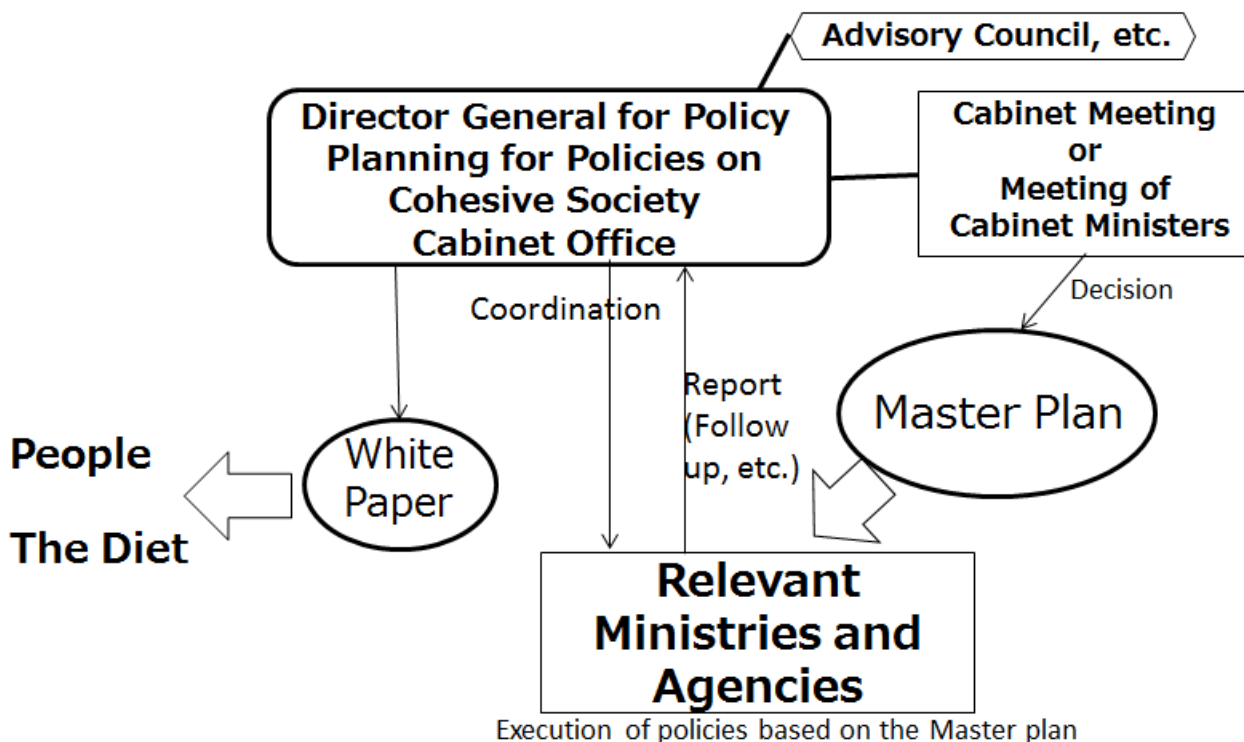 Advisory Council, etc.
Director General for Policy
Planning for Policies on
Cohesive Society
Cabinet Office
Cabinet Meeting
or
Meeting of
Cabinet Ministers
Coordination
Decision
Report
(Follow
up, etc.)
Master Plan
People
The Diet
White
Paper
Relevant
Ministries and
Agencies
Execution of policies based on the Master plan